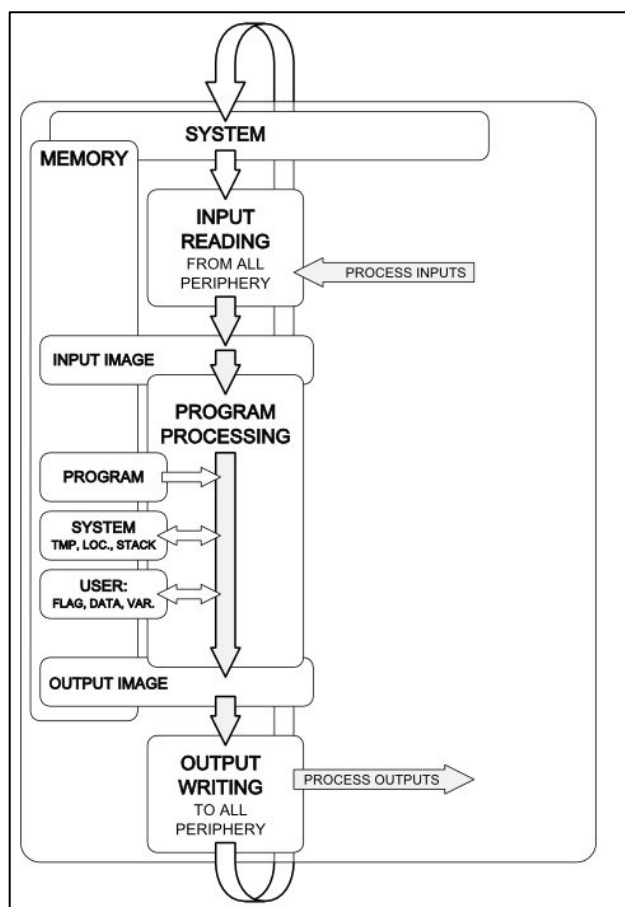 SYSTEM
MEMORY
INPUT
READING
FROM ALL
PERIPHERY
PROCESS INPUTS
INPUT IMAGE
PROGRAM
PROCESSING
PROGRAM
SYSTEM
TMP, LOC., STACK
USER:
FLAG, DATA, VAR.
OUTPUT IMAGE
OUTPUT
WRITING
TO ALL
PERIPHERY
PROCESS OUTPUTS